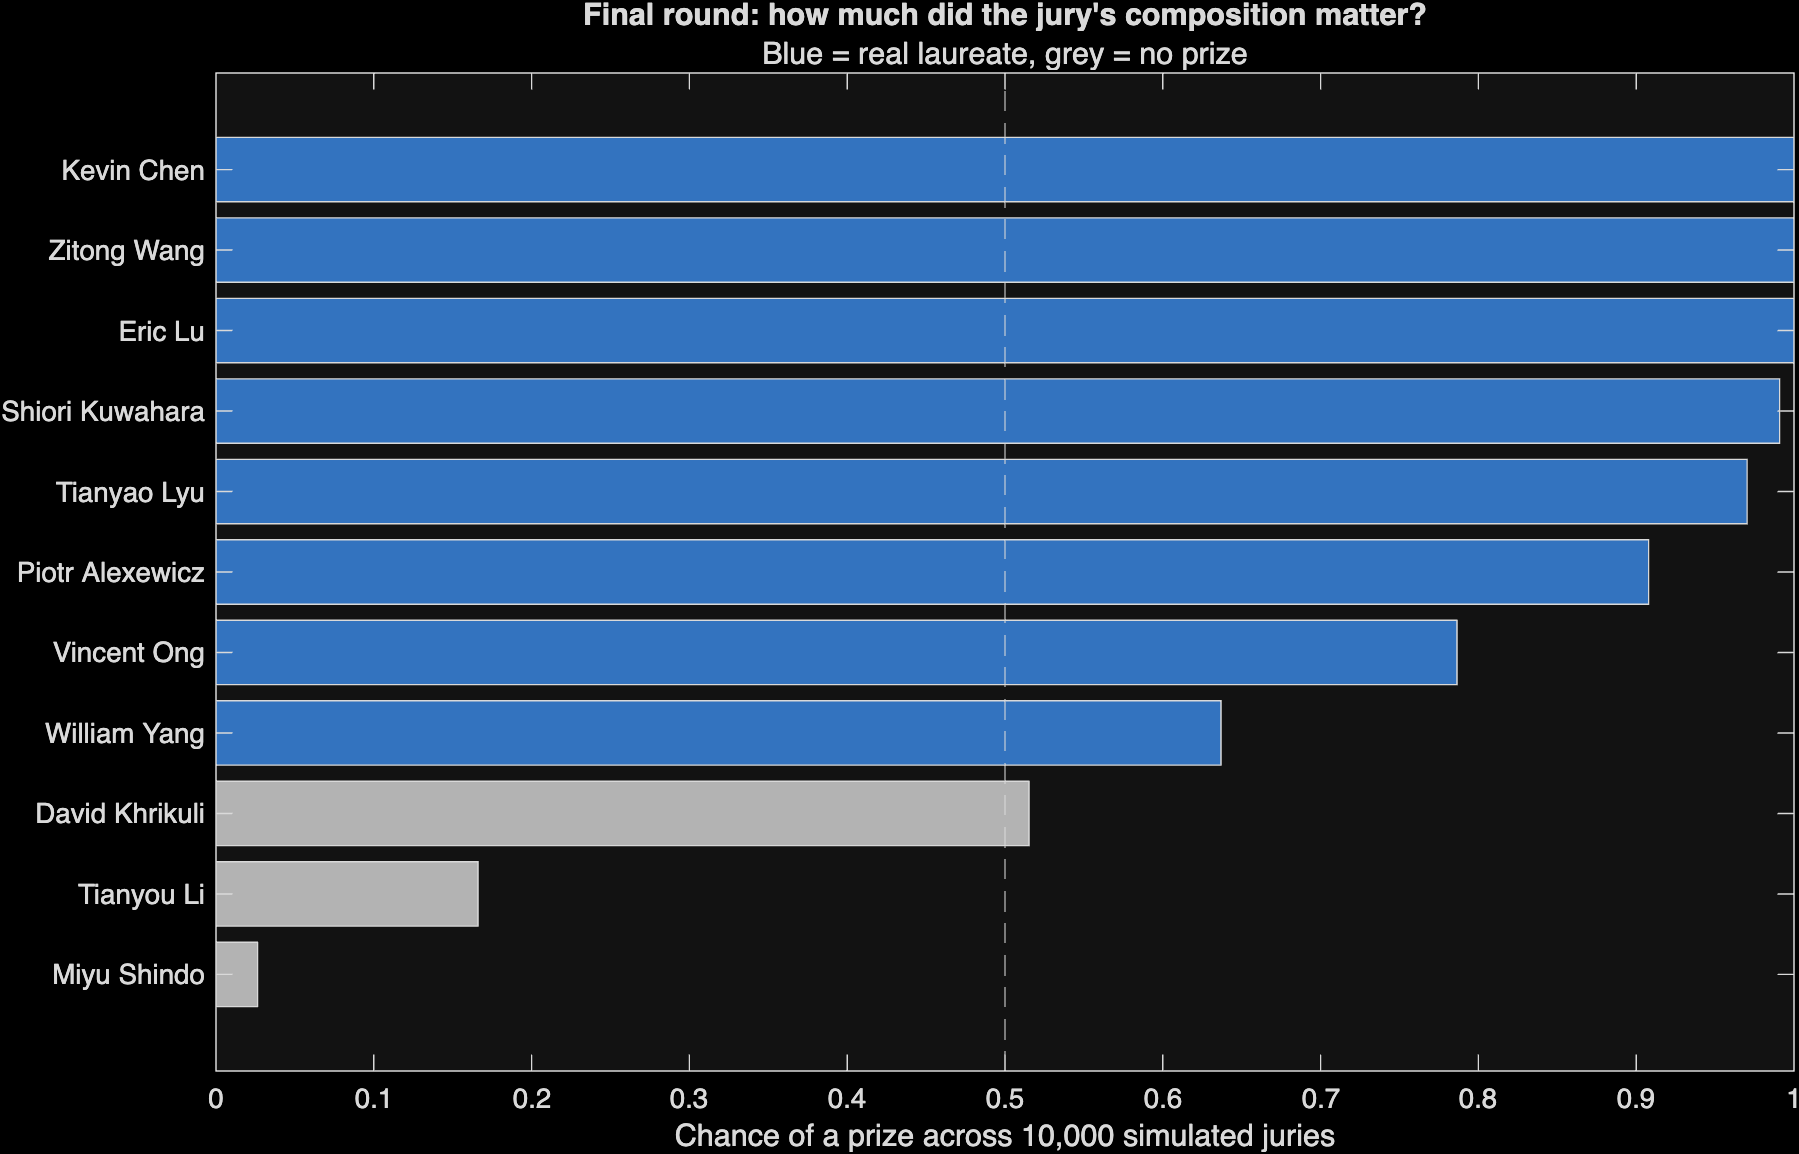 Final round: how much did the jury's composition matter?
Blue = real laureate, grey = no prize
Kevin Chen
Zitong Wang
Eric Lu
Shiori Kuwahara
Tianyao Lyu
Piotr Alexewicz
Vincent Ong
William Yang
David Khrikuli
Tianyou Li
Miyu Shindo
0 0.1 0.2 0.3 0.4 0.5 0.6 0.7 0.8 0.9 1
Chance of a prize across 10,000 simulated juries